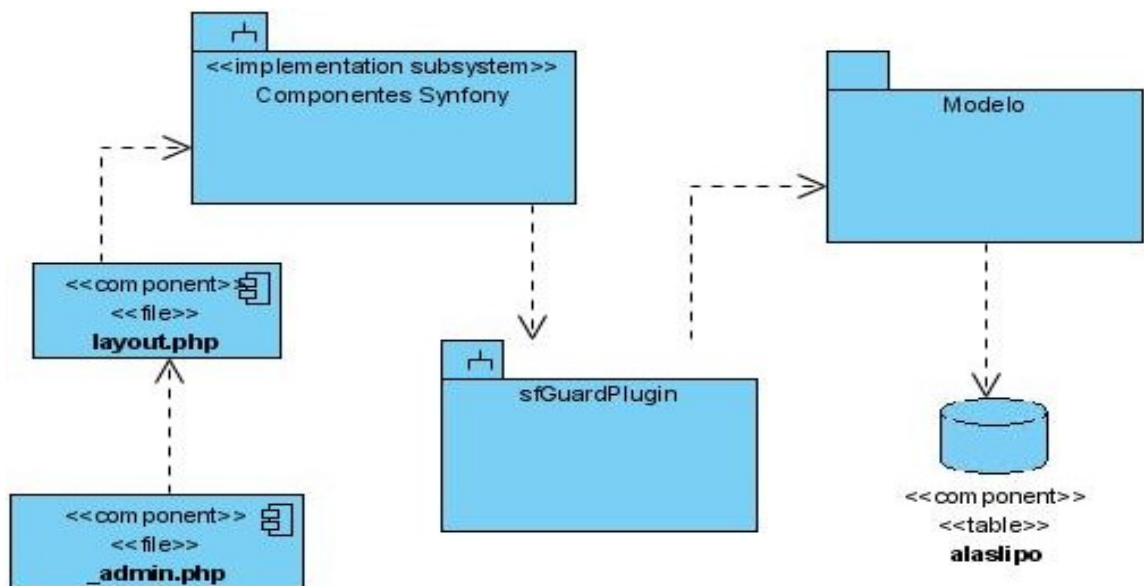 <<implementation subsystem>>
Componentes Synfony
Modelo
<<component>>
<<file>>
layout.php
sfGuardPlugin
<<component>>
<<file>>
_admin.php
<<component>>
<<table>>
alaslipo